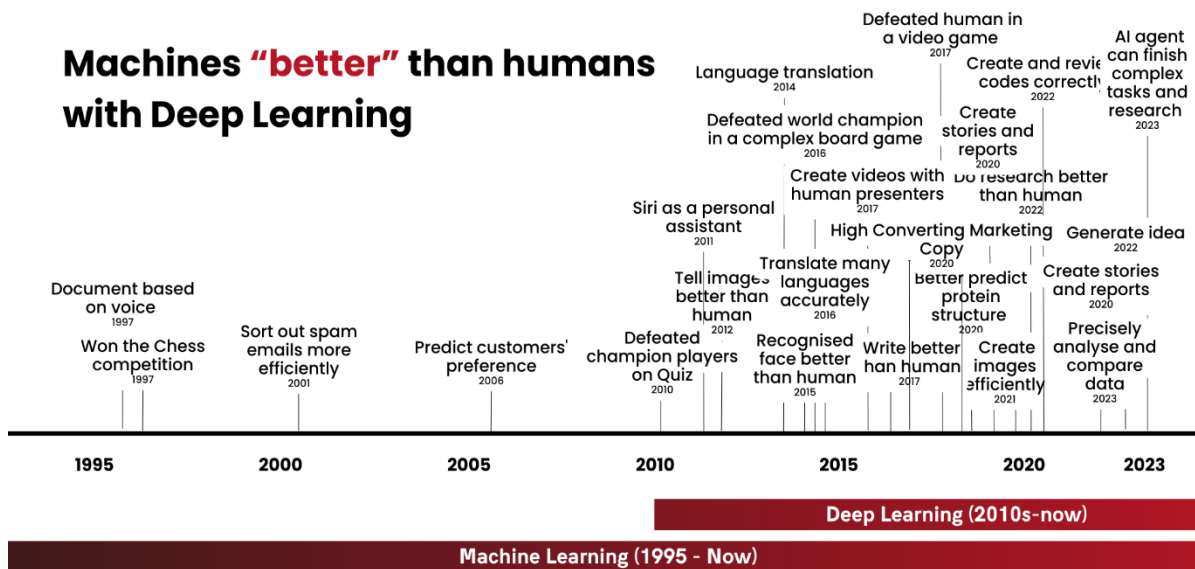 Machines “better” than humans
with Deep Learning
Document based
on voice
1997
Won the Chess
competition
1997
Sort out spam
emails more
efficiently
2001
Predict customers'
preference
2006
Defeated
champion players
on Quiz
2010
Siri as a personal
assistant
2011
Tell images
better than
human
2012
Language translation
2014
Defeated world champion
in a complex board game
2016
Create videos with
human presenters
2017
Translate many
languages
accurately
2016
Recognised
face better
than human
2015
Defeated human in
a video game
2017
High Converting Marketing
Copy
2020
Write better
han human
2017
Create and revie
codes correctly
2022
Create
stories and
reports
2020
Do research better
than human
2022
Better predict
protein
structure
2020
Create
images
efficiently
2021
AI agent
can finish
complex
tasks and
research
2023
Generate idea
2022
Create stories
and reports
2020
Precisely
analyse and
compare
data
2023
1995
2000
2005
2010
2015
2020
2023
Deep Learning (2010s-now)
Machine Learning (1995 - Now)